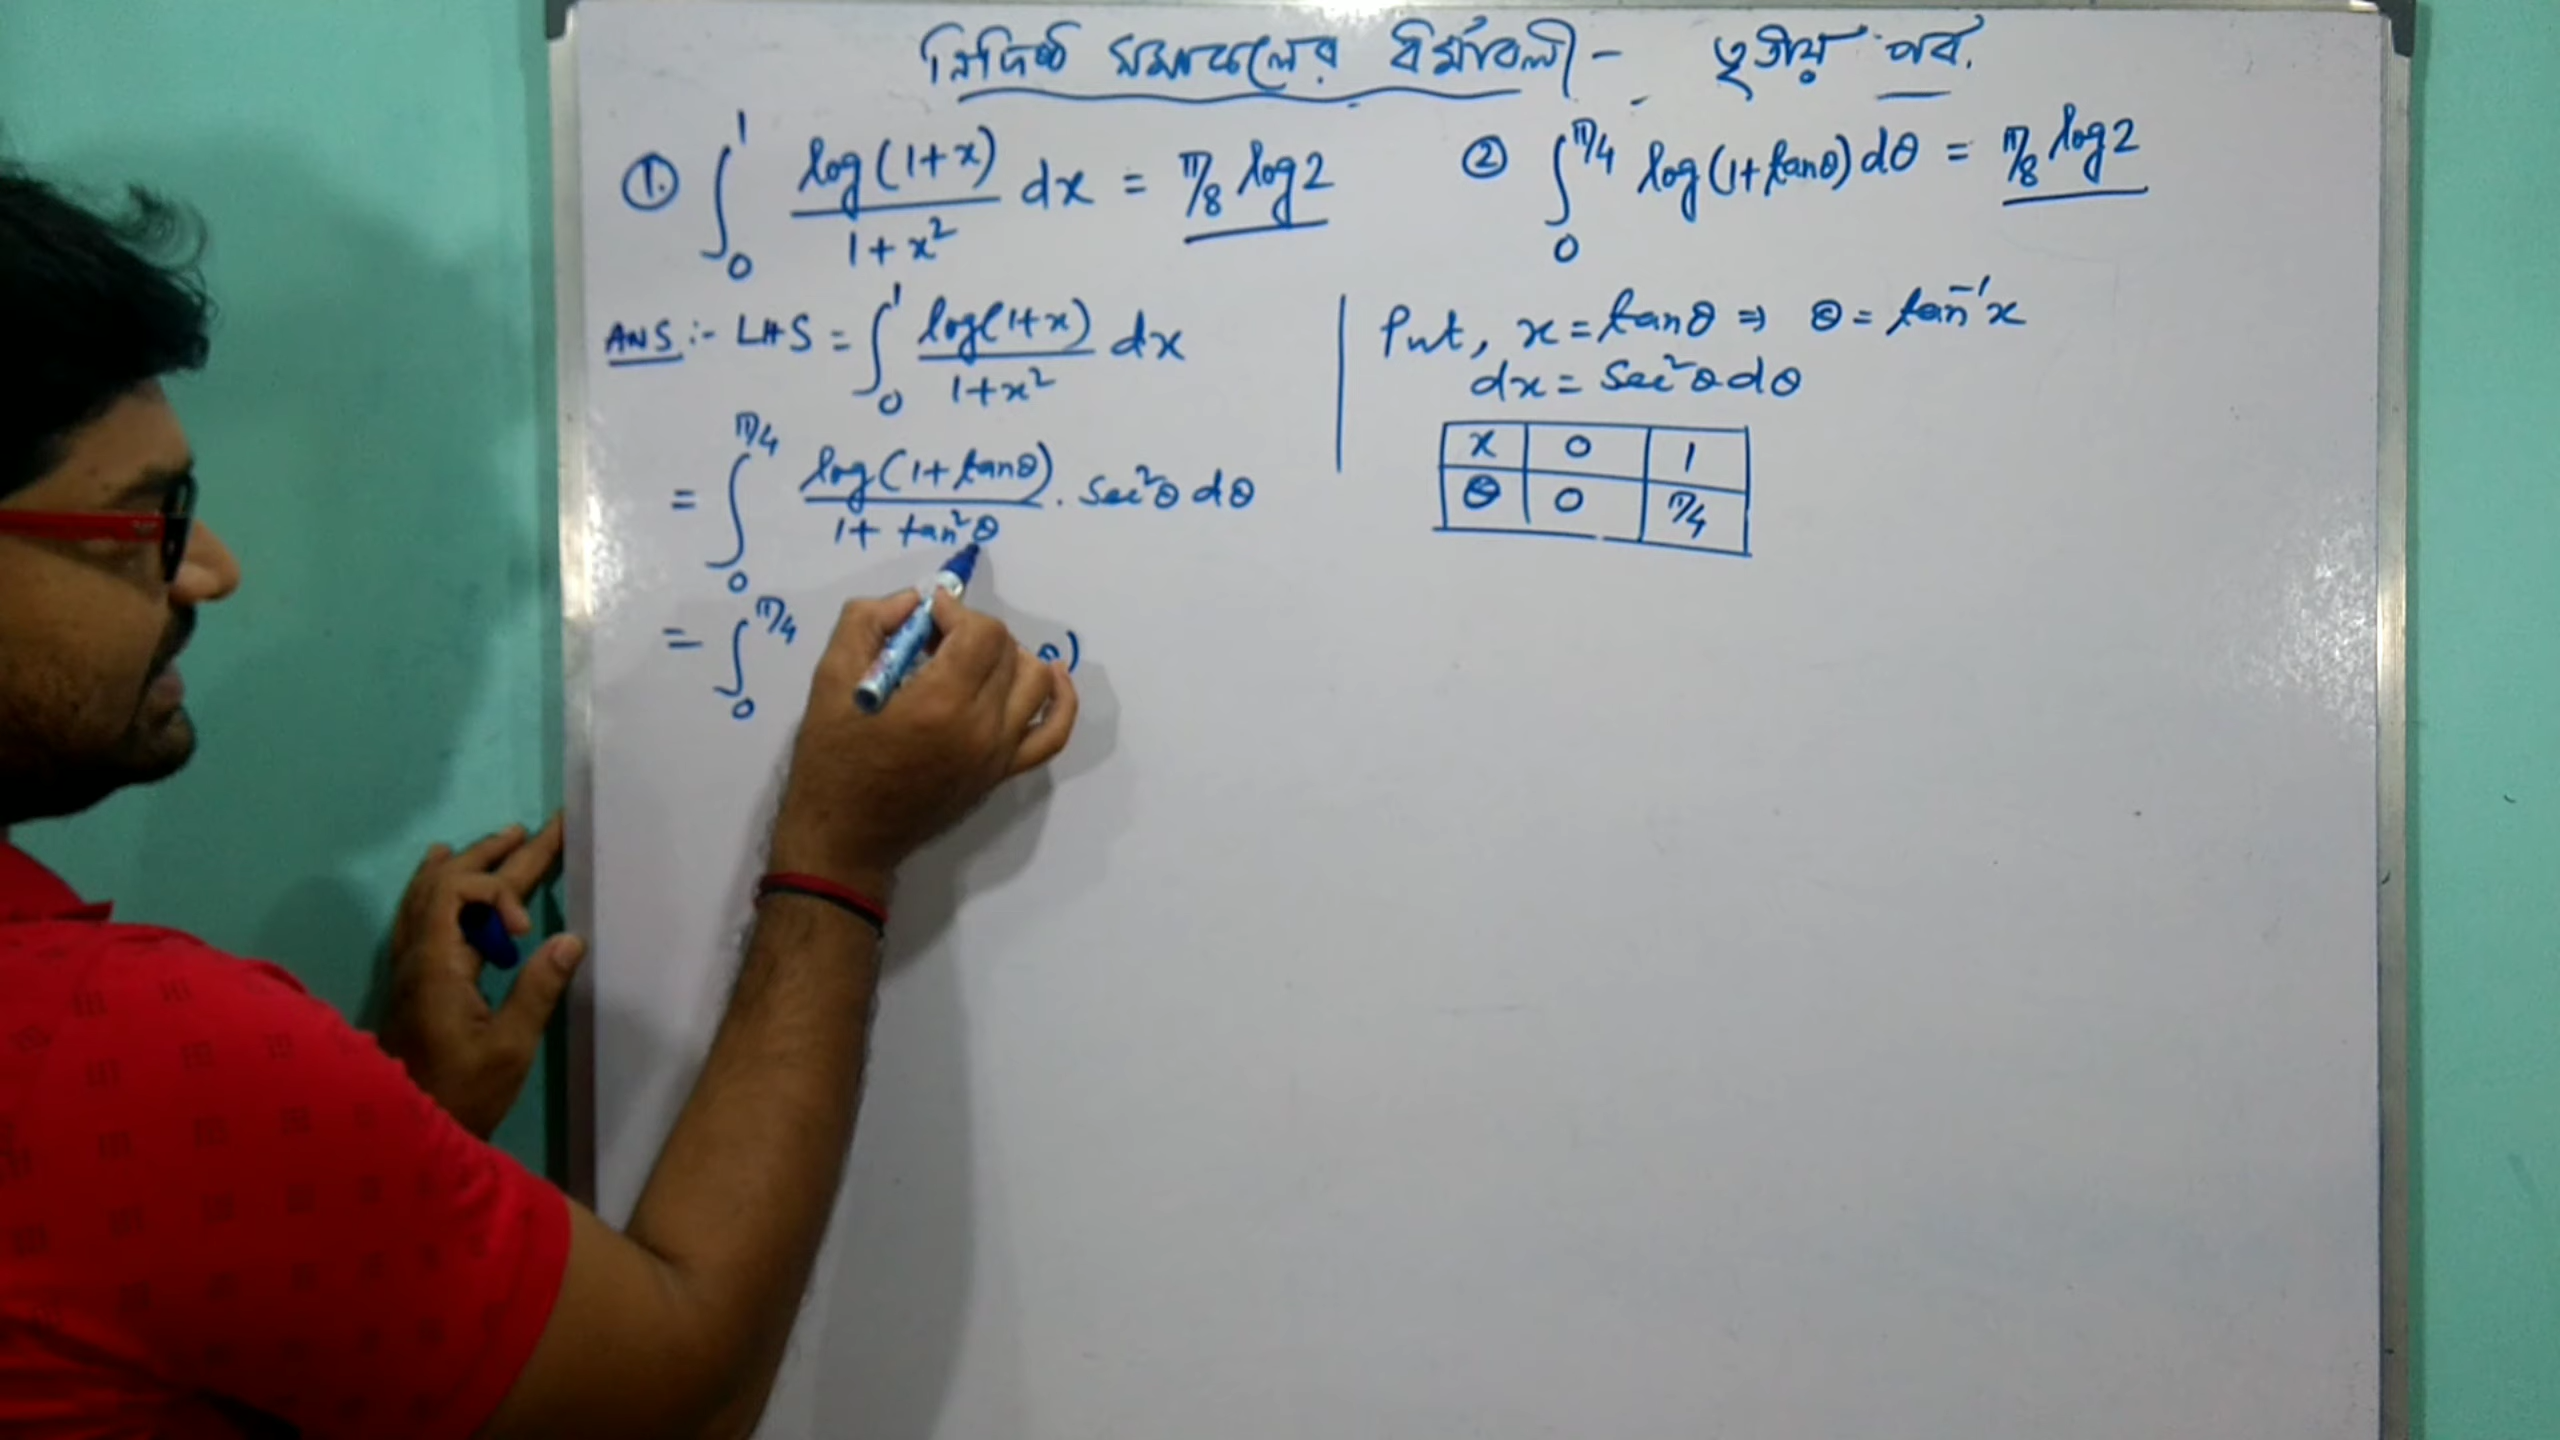 নির্দিষ্ট সমাকলের ধর্মাবলী - তৃতীয় পর্ব.
①. ∫₀¹ log(1+x)/(1+x²) dx = π/8 log2
② ∫₀^(π/4) log(1+tanθ)dθ = π/8 log2
ANS :- LHS = ∫₀¹ log(1+x)/(1+x²) dx
Put, x = tanθ ⇒ θ = tan⁻¹x
dx = Sec²θdθ
x 0 1
θ 0 π/4
= ∫₀^(π/4) log(1+tanθ)/(1+tan²θ) . Sec²θ dθ
= ∫₀^(π/4) θ)